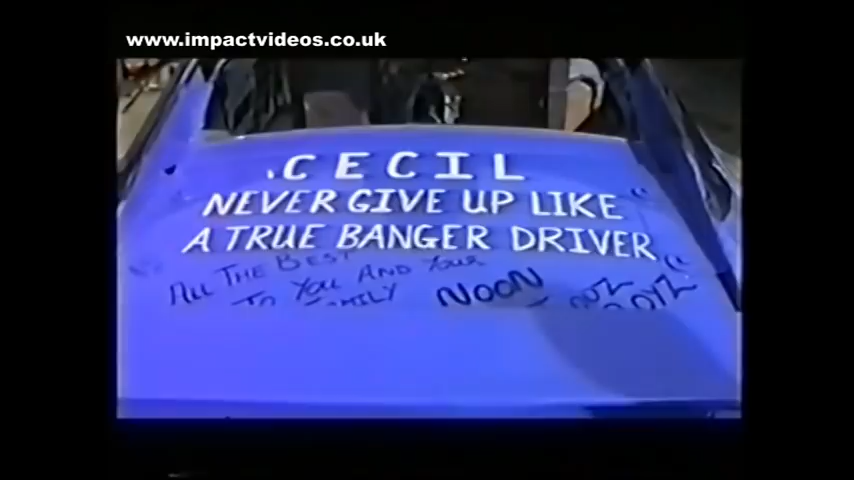 www.impactvideos.co.uk
CECIL
NEVER GIVE UP LIKE
A TRUE BANGER DRIVER
ALL THE BEST
TO YOU AND YOUR
FAMILY NOON